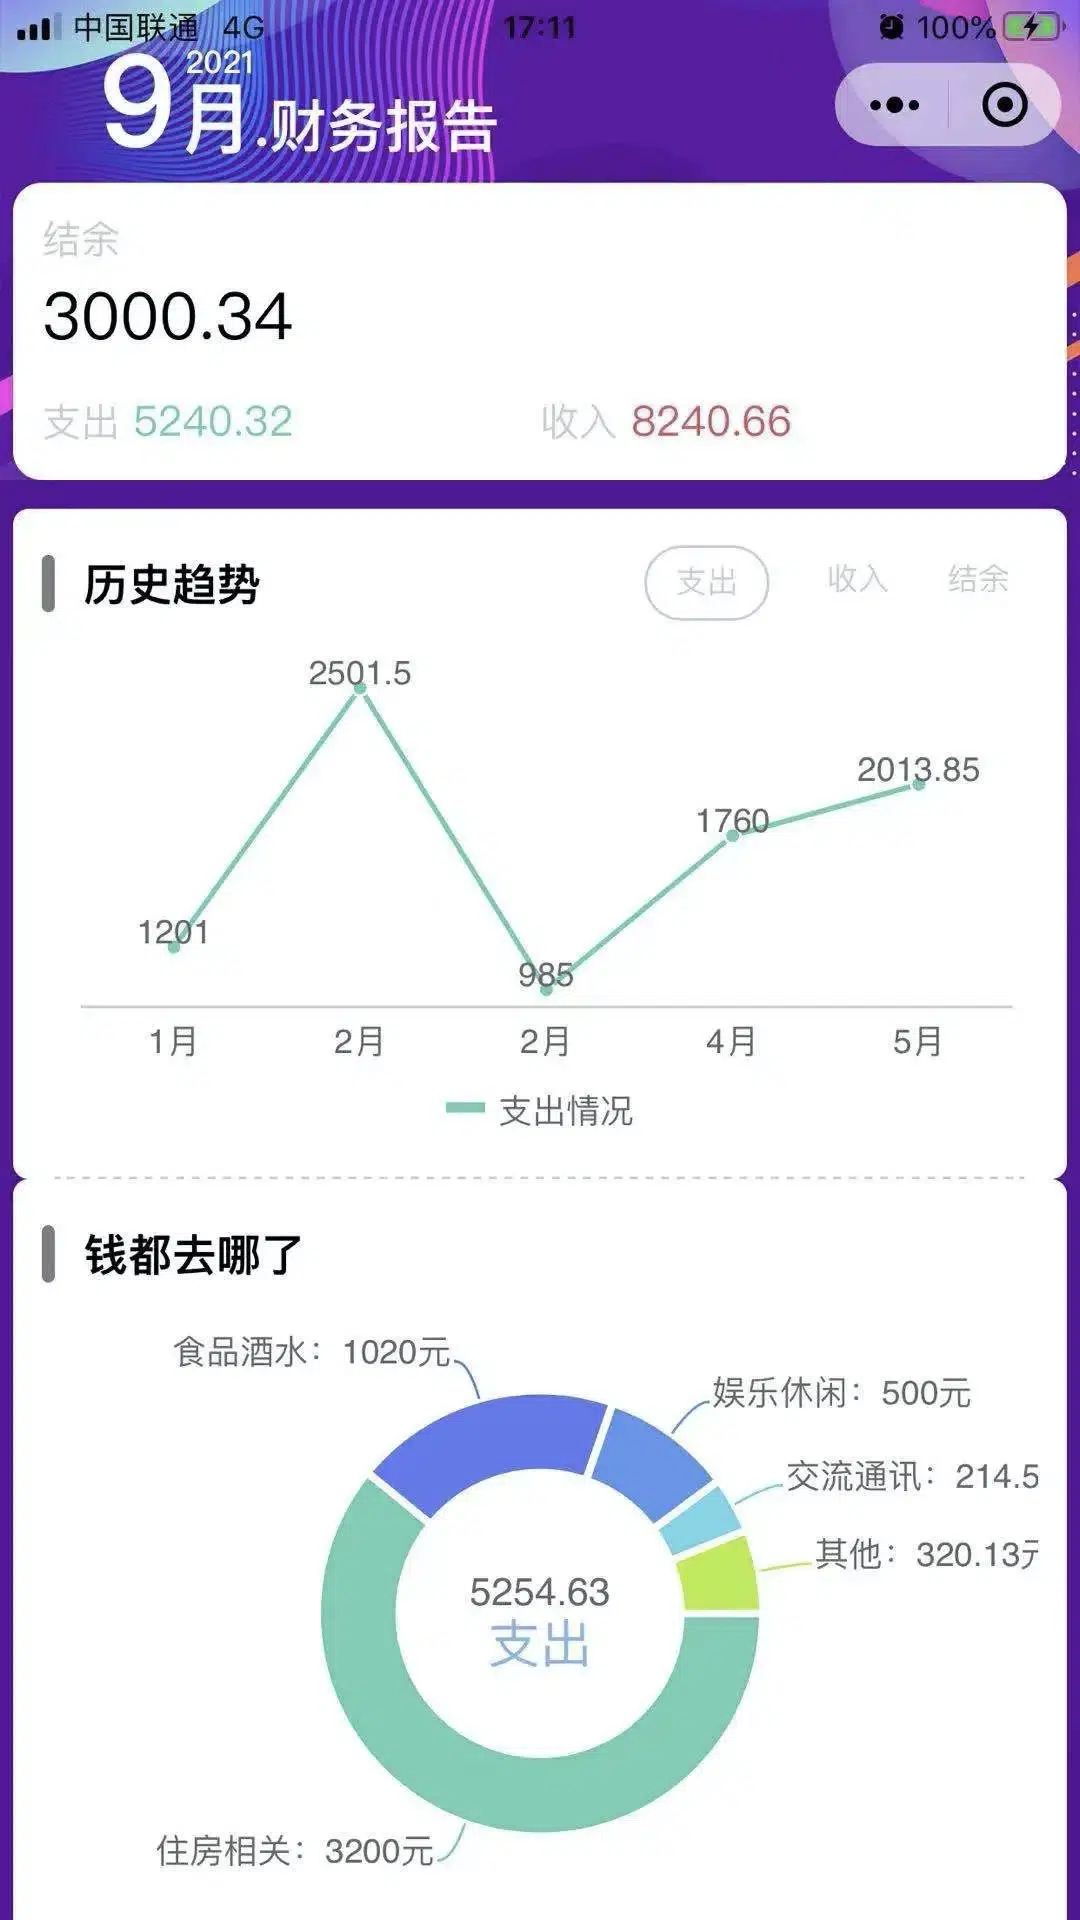 中国联通 4G 17:11 100%
2021
9月.财务报告
结余
3000.34
支出 5240.32 收入 8240.66
历史趋势 支出 收入 结余
2501.5
2013.85
1760
1201
985
1月 2月 2月 4月 5月
支出情况
钱都去哪了
食品酒水：1020元
娱乐休闲：500元
交流通讯：214.5
其他：320.13
5254.63
支出
住房相关：3200元